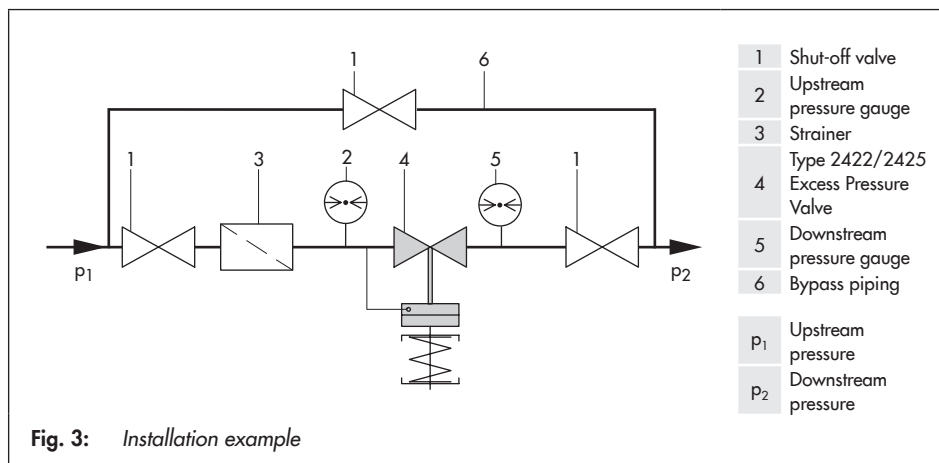 1
6
1
3
2
4
5
1
p1
p2
1 Shut-off valve
2 Upstream
pressure gauge
3 Strainer
4 Type 2422/2425
Excess Pressure
Valve
5 Downstream
pressure gauge
6 Bypass piping
p1 Upstream
pressure
p2 Downstream
pressure
Fig. 3: Installation example